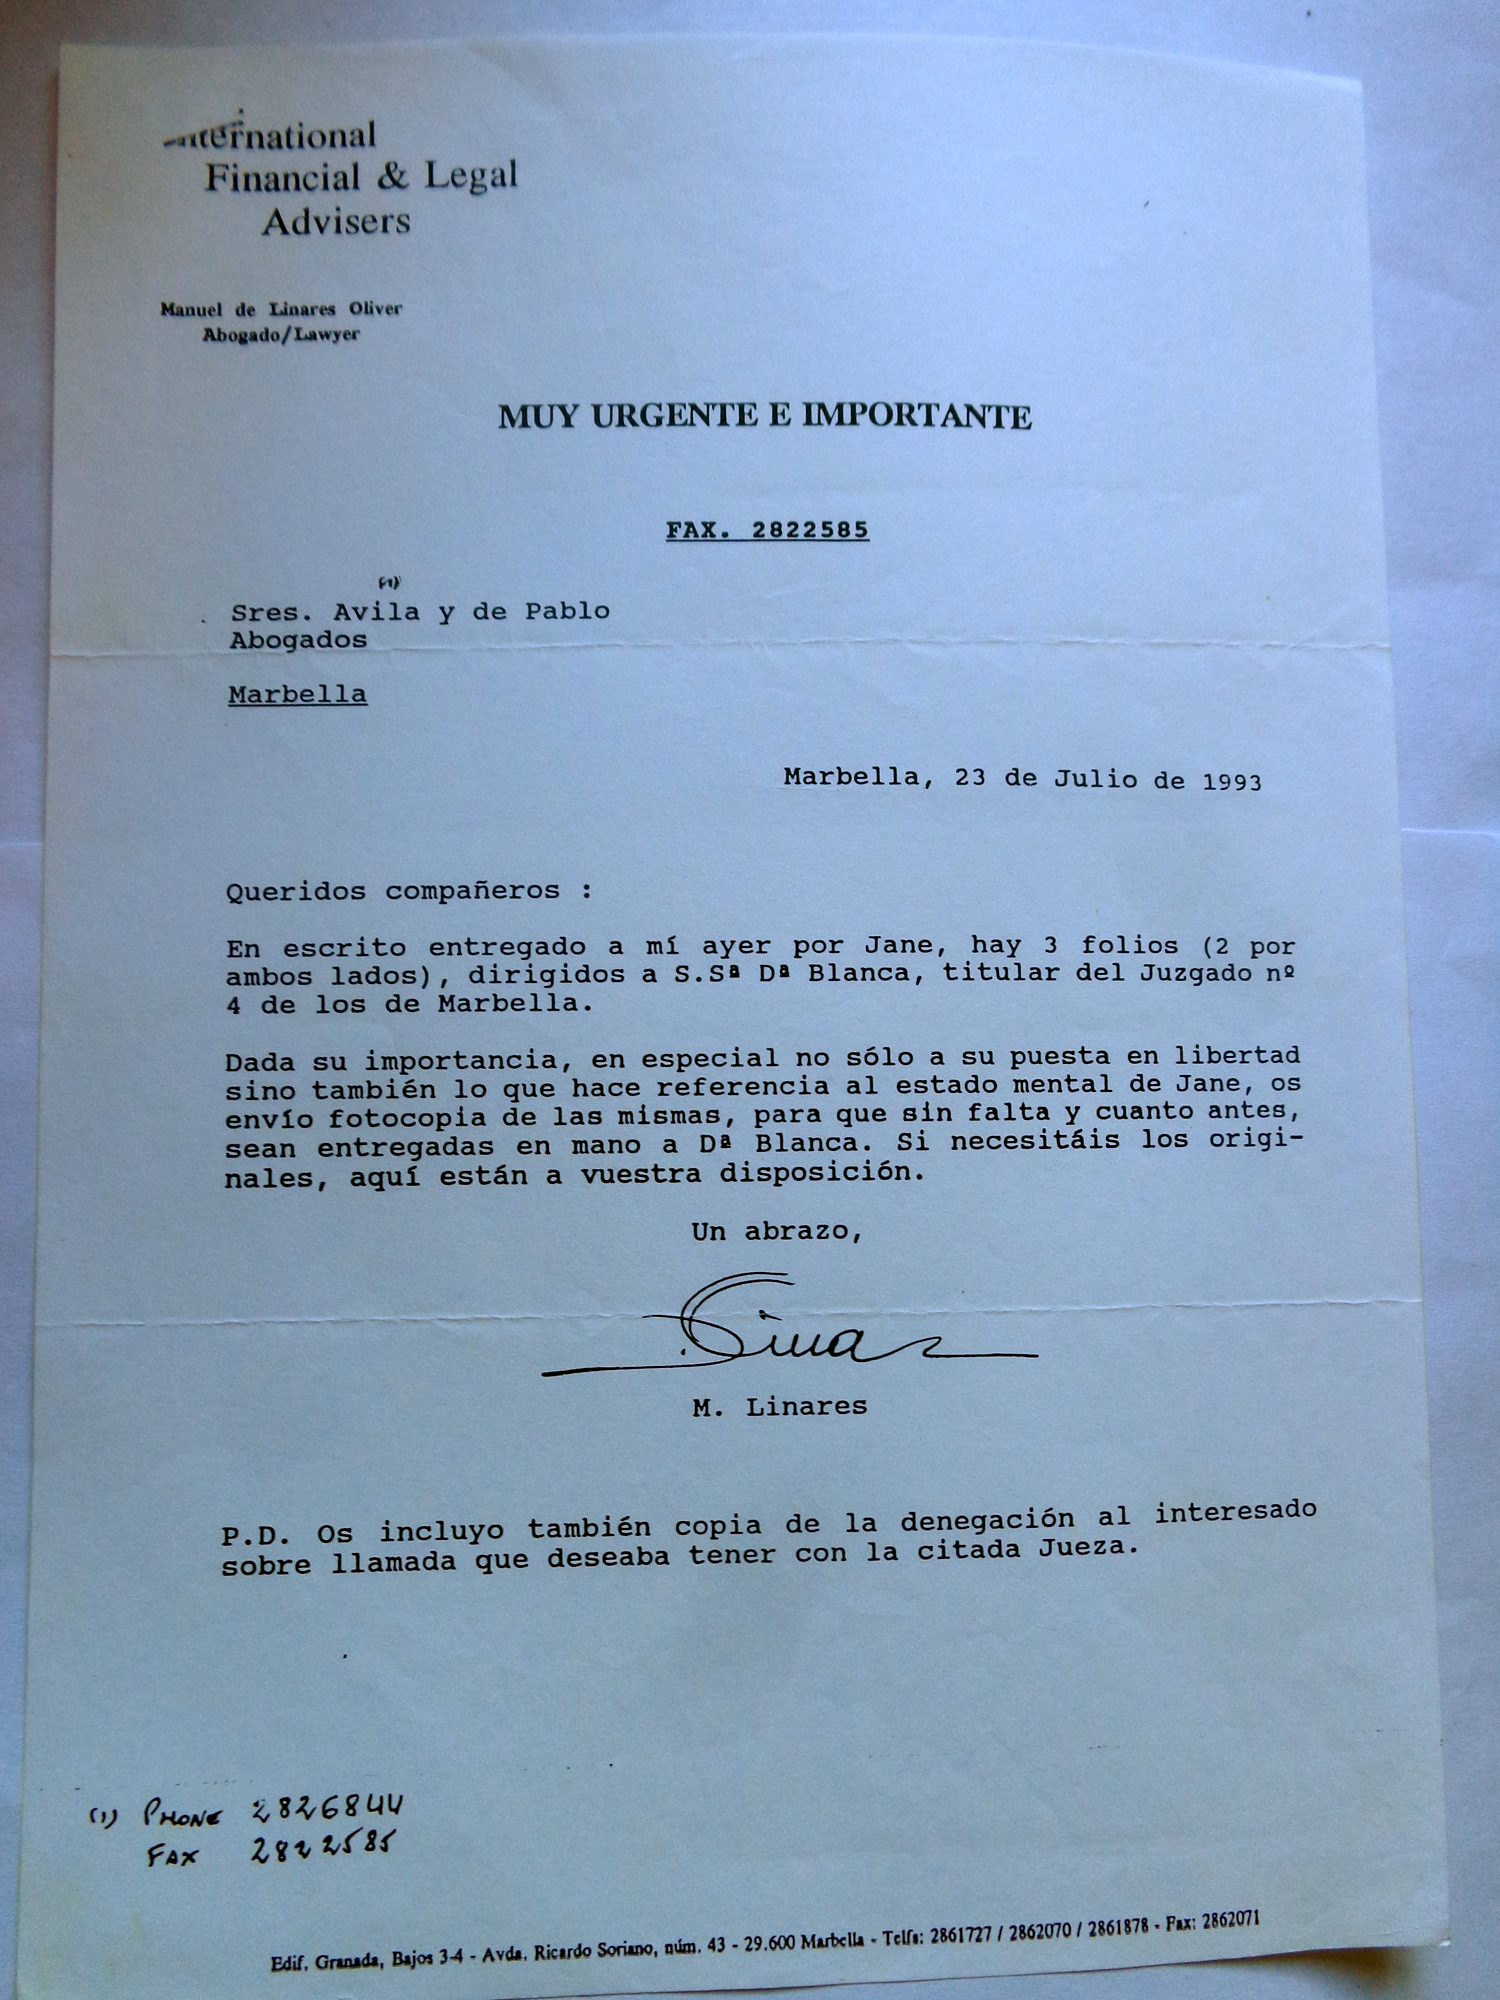 International
Financial & Legal
Advisers
Manuel de Linares Oliver
Abogado/Lawyer
MUY URGENTE E IMPORTANTE
FAX. 2822585
(1)
Sres. Avila y de Pablo
Abogados
Marbella
Marbella, 23 de Julio de 1993
Queridos compañeros :
En escrito entregado a mí ayer por Jane, hay 3 folios (2 por
ambos lados), dirigidos a S.Sª Dª Blanca, titular del Juzgado nº
4 de los de Marbella.
Dada su importancia, en especial no sólo a su puesta en libertad
sino también lo que hace referencia al estado mental de Jane, os
envío fotocopia de las mismas, para que sin falta y cuanto antes,
sean entregadas en mano a Dª Blanca. Si necesitáis los origi-
nales, aquí están a vuestra disposición.
Un abrazo,
M. Linares
P.D. Os incluyo también copia de la denegación al interesado
sobre llamada que deseaba tener con la citada Jueza.
(1) PHONE 2826844
FAX 2822585
Edif. Granada, Bajos 3-4 - Avda. Ricardo Soriano, núm. 43 - 29.600 Marbella - Telfs: 2861727 / 2862070 / 2861878 - Fax: 2862071